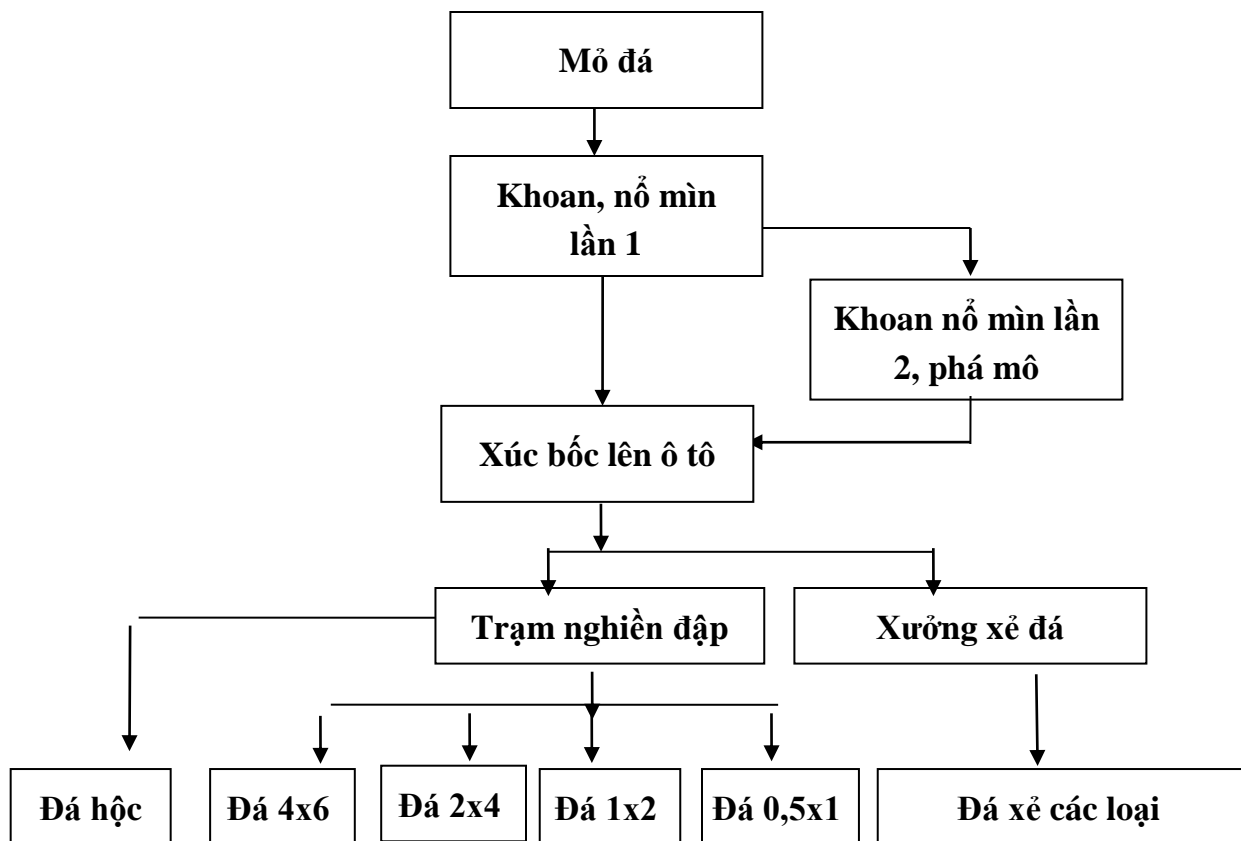 Mỏ đá
Khoan, nổ mìn
lần 1
Khoan nổ mìn lần
2, phá mô
Xúc bốc lên ô tô
Trạm nghiền đập
Xưởng xẻ đá
Đá hộc
Đá 4x6
Đá 2x4
Đá 1x2
Đá 0,5x1
Đá xẻ các loại